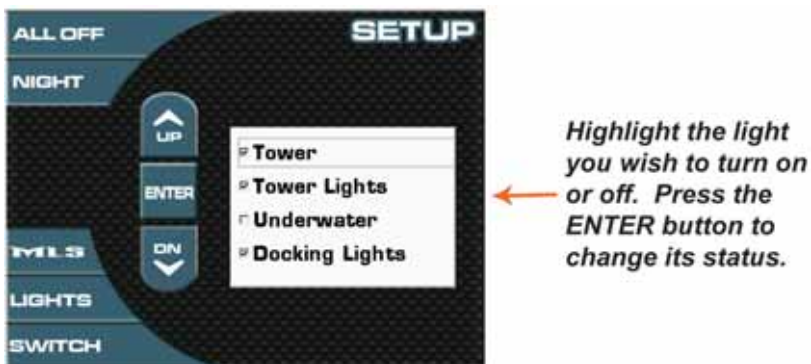 ALL OFF
SETUP
NIGHT
UP
ENTER
DN
Tower
Tower Lights
Underwater
Docking Lights
MLS
LIGHTS
SWITCH
Highlight the light
you wish to turn on
or off. Press the
ENTER button to
change its status.